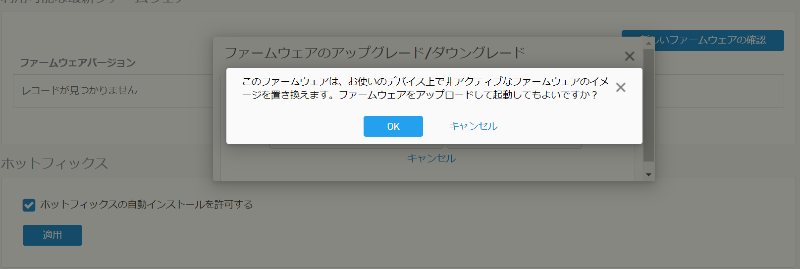 ファームウェアの確認
ファームウェアのアップグレード/ダウングレード
ファームウェアバージョン
レコードが見つかりません
このファームウェアは、お使いのデバイス上で非アクティブなファームウェアのイメ
ージを置き換えます。ファームウェアをアップロードして起動してもよいですか？
OK
キャンセル
キャンセル
ホットフィックス
ホットフィックスの自動インストールを許可する
適用